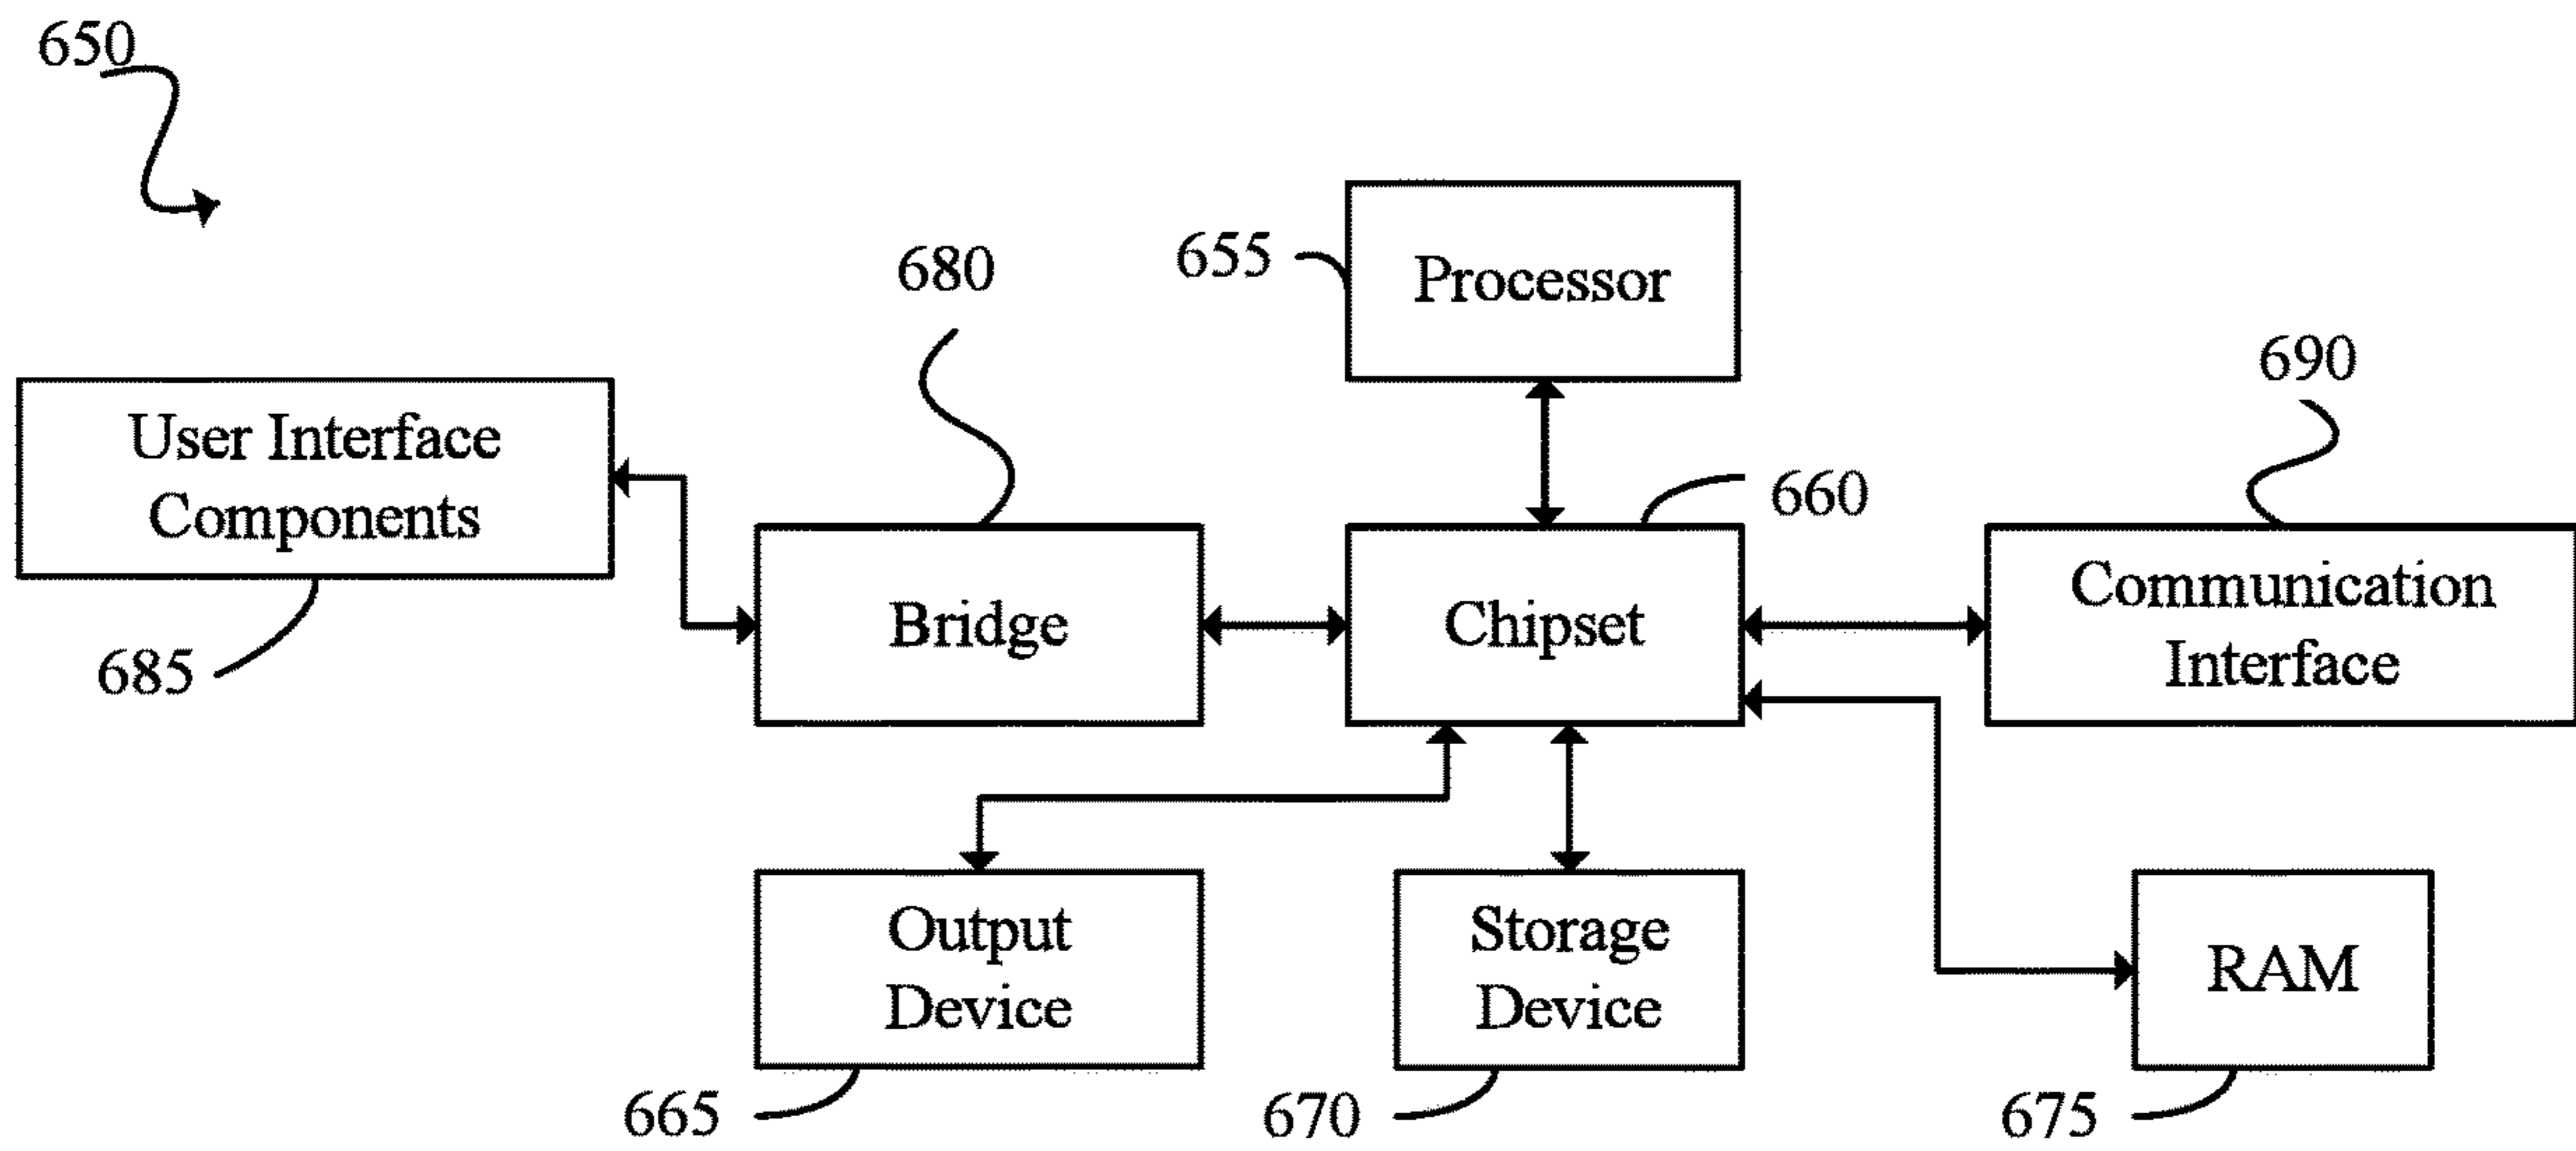 650
680
655
Processor
690
User Interface
Components
660
685
Bridge
Chipset
Communication
Interface
Output
Device
Storage
Device
RAM
665
670
675